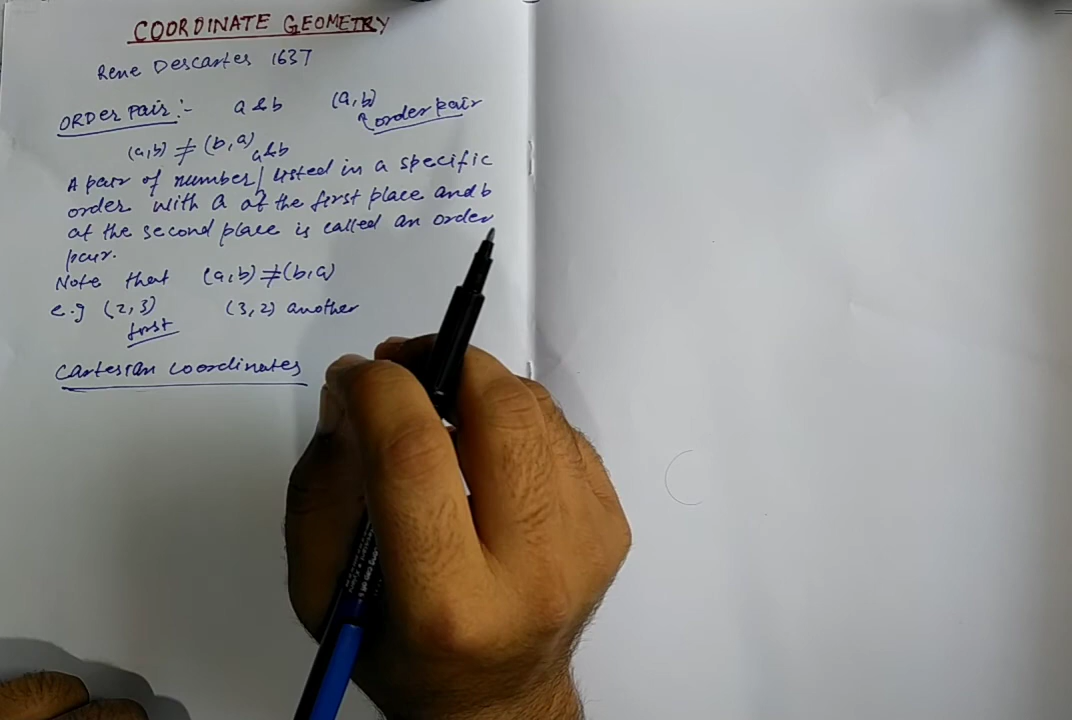 COORDINATE GEOMETRY
Rene Descartes 1637
ORDER PAIR :- a & b (a,b)
order pair
(a,b) ≠ (b,a)
a & b
A pair of number / listed in a specific
order with a at the first place and b
at the second place is called an order
pair.
Note that (a,b) ≠ (b,a)
e.g (2,3) (3,2) another
first
Cartesian Coordinates